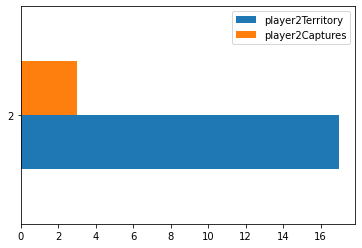 player2Territory
player2Captures
2
0 2 4 6 8 10 12 14 16